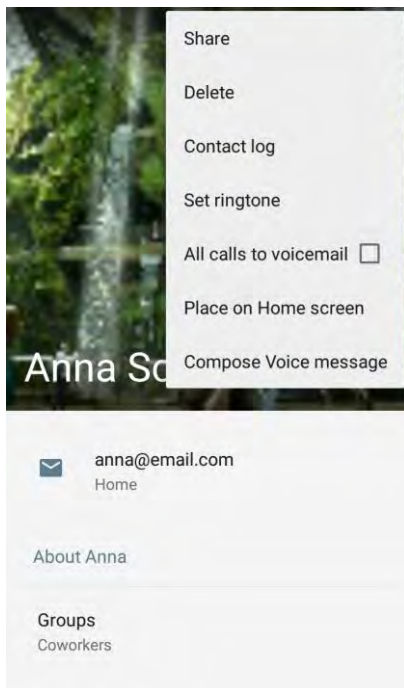 Share
Delete
Contact log
Set ringtone
All calls to voicemail
Place on Home screen
Compose Voice message
Anna
anna@email.com
Home
About Anna
Groups
Coworkers